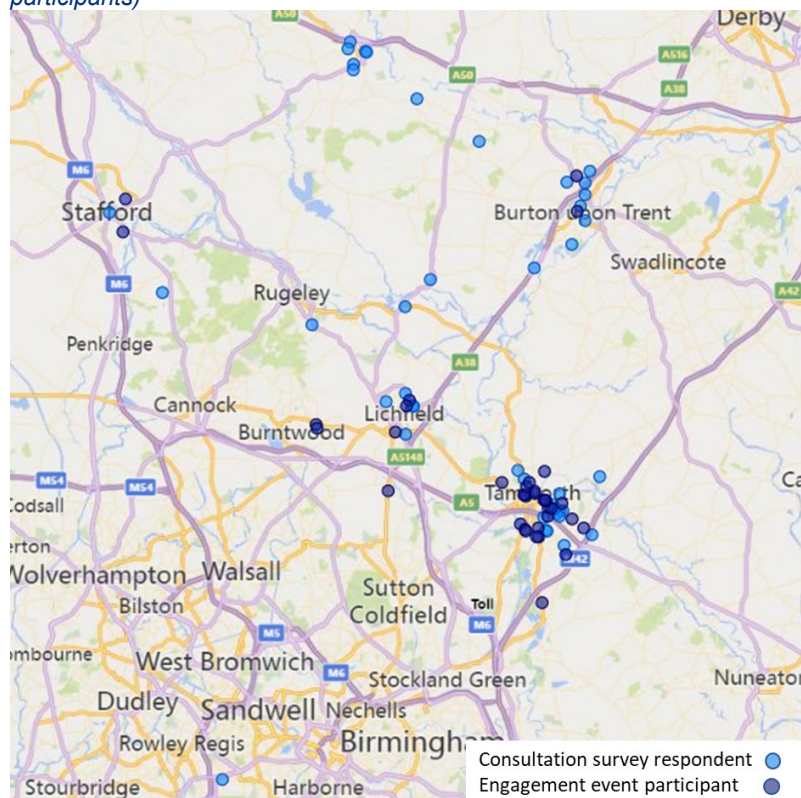 participants)
A50
Derby
A516
A50
A38
M6
Stafford
Burton upon Trent
Swadlincote
M6
Rugeley
A42
Penkridge
A38
Cannock
Lichfield
Burntwood
A5148
M54
M54
Tamworth
A5
Codsall
Wolverhampton
Walsall
M42
Bilston
Sutton
Coldfield
Toll
M6
M5
West Bromwich
M6
Stockland Green
Nuneaton
Dudley
Sandwell
Nechells
Rowley Regis
Birmingham
Stourbridge
Harborne
Consultation survey respondent
Engagement event participant